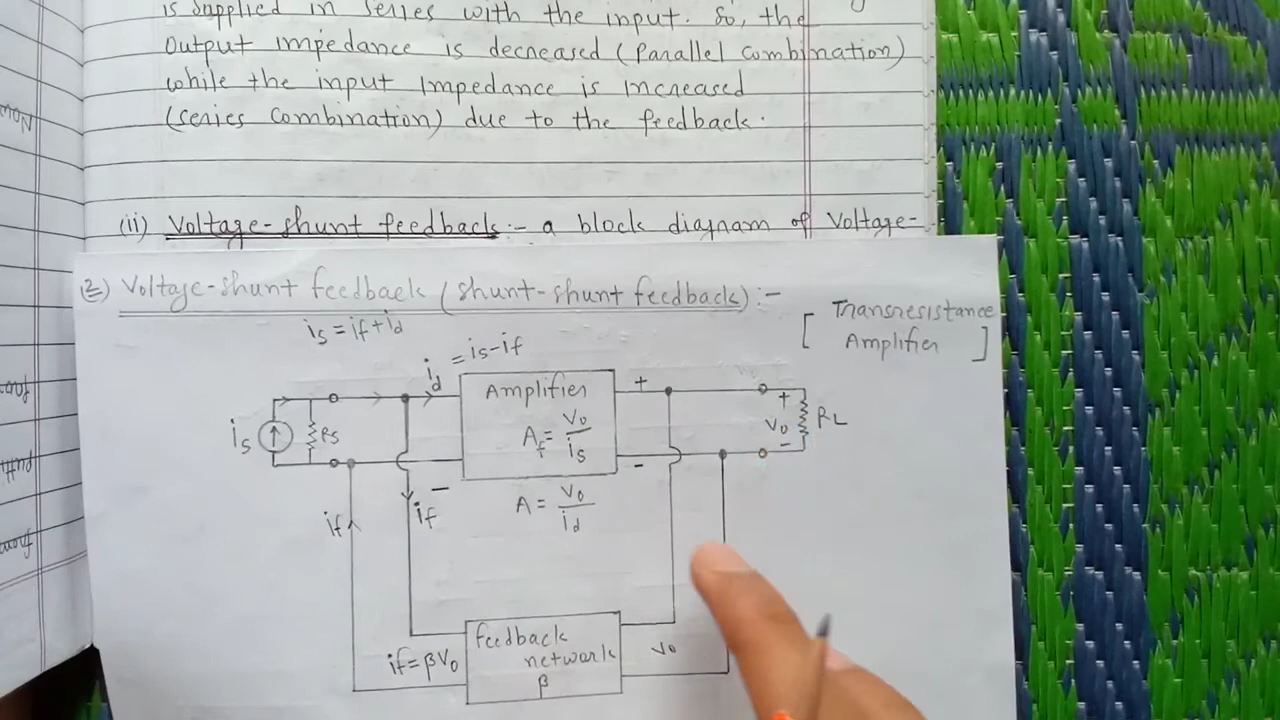 is supplied in series with the input. So, the
output impedance is decreased (parallel combination)
while the input impedance is increased
(series combination) due to the feedback.
(ii) Voltage-shunt feedback:- a block diagram of voltage-
(2) Voltage-shunt feedback (shunt-shunt feedback):-
[ Transresistance
Amplifier ]
is = if + id
id = is - if
Amplifier
Af = Vo/is
A = Vo/id
is
Rs
+
-
+
Vo
-
RL
if
if
-
if = βVo
feedback
network
β
Vo